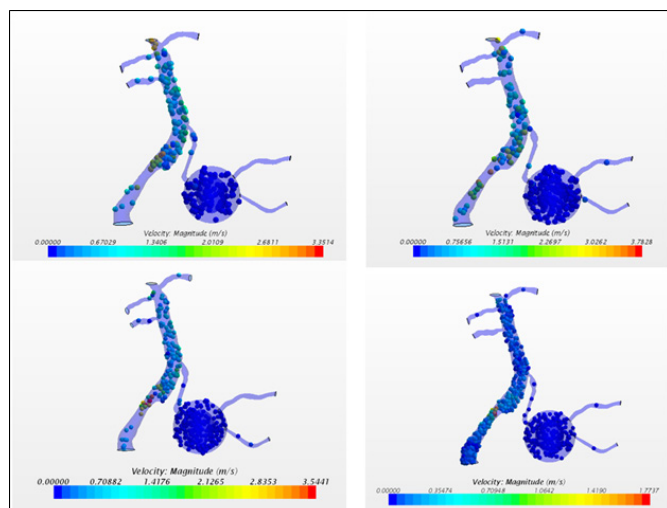 Velocity: Magnitude (m/s)
0.00000 0.67029 1.3406 2.0109 2.6811 3.3514
Velocity: Magnitude (m/s)
0.00000 0.75656 1.5131 2.2697 3.0262 3.7828
Velocity: Magnitude (m/s)
0.00000 0.70882 1.4176 2.1265 2.8353 3.5441
Velocity: Magnitude (m/s)
0.00000 0.35474 0.70948 1.0642 1.4190 1.7737